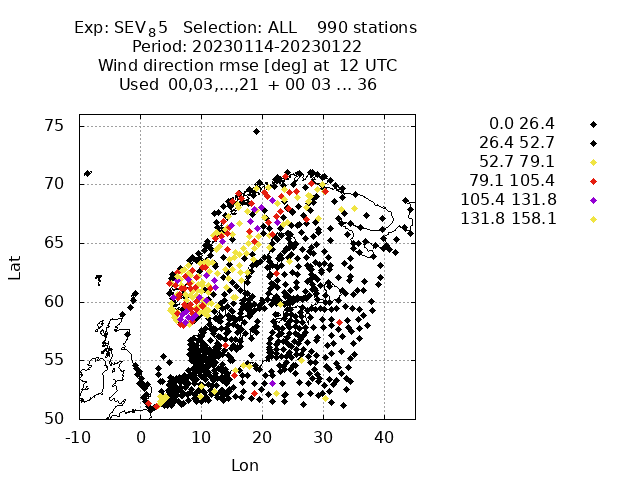 Exp: SEV₈5 Selection: ALL 990 stations
Period: 20230114-20230122
Wind direction rmse [deg] at 12 UTC
Used 00,03,...,21 + 00 03 ... 36
0.0 26.4
26.4 52.7
52.7 79.1
79.1 105.4
105.4 131.8
131.8 158.1
75
70
65
60
55
50
Lat
-10 0 10 20 30 40
Lon